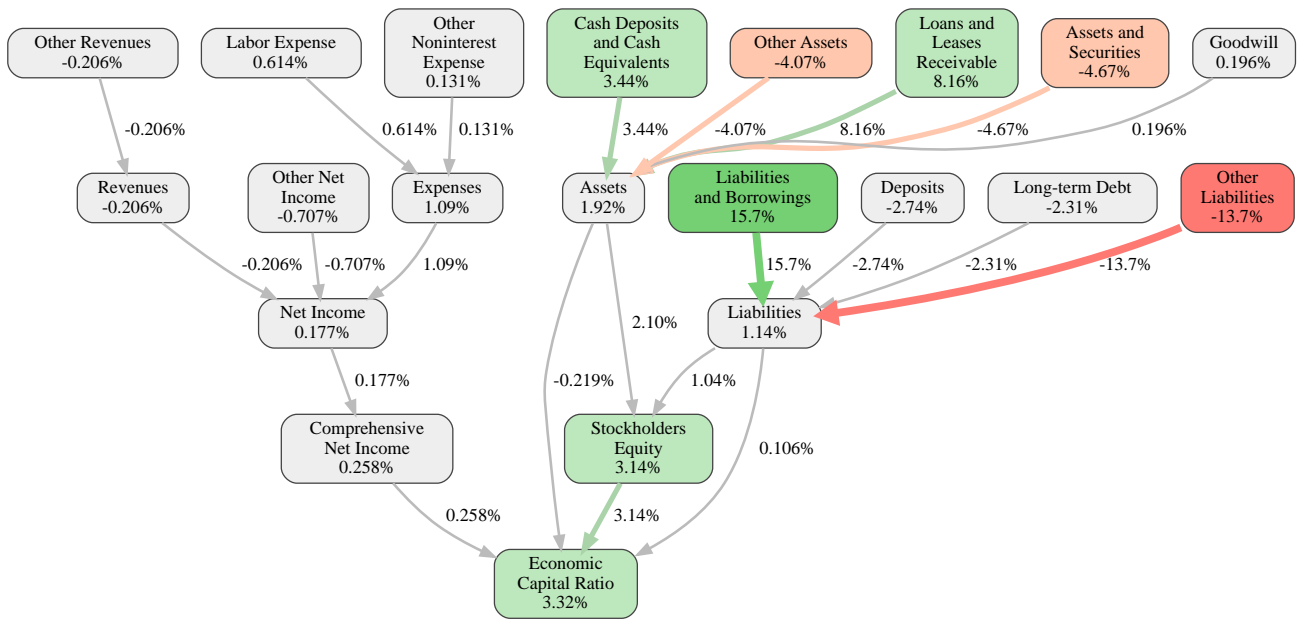 Other Revenues
-0.206%
Labor Expense
0.614%
Other
Noninterest
Expense
0.131%
Cash Deposits
and Cash
Equivalents
3.44%
Other Assets
-4.07%
Loans and
Leases
Receivable
8.16%
Assets and
Securities
-4.67%
Goodwill
0.196%
-0.206%
0.614%
0.131%
3.44%
-4.07%
8.16%
-4.67%
0.196%
Revenues
-0.206%
Other Net
Income
-0.707%
Expenses
1.09%
Assets
1.92%
Liabilities
and Borrowings
15.7%
Deposits
-2.74%
Long-term Debt
-2.31%
Other
Liabilities
-13.7%
-0.206%
-0.707%
1.09%
15.7%
-2.74%
-2.31%
-13.7%
Net Income
0.177%
2.10%
Liabilities
1.14%
0.177%
-0.219%
1.04%
Comprehensive
Net Income
0.258%
Stockholders
Equity
3.14%
0.106%
0.258%
3.14%
Economic
Capital Ratio
3.32%